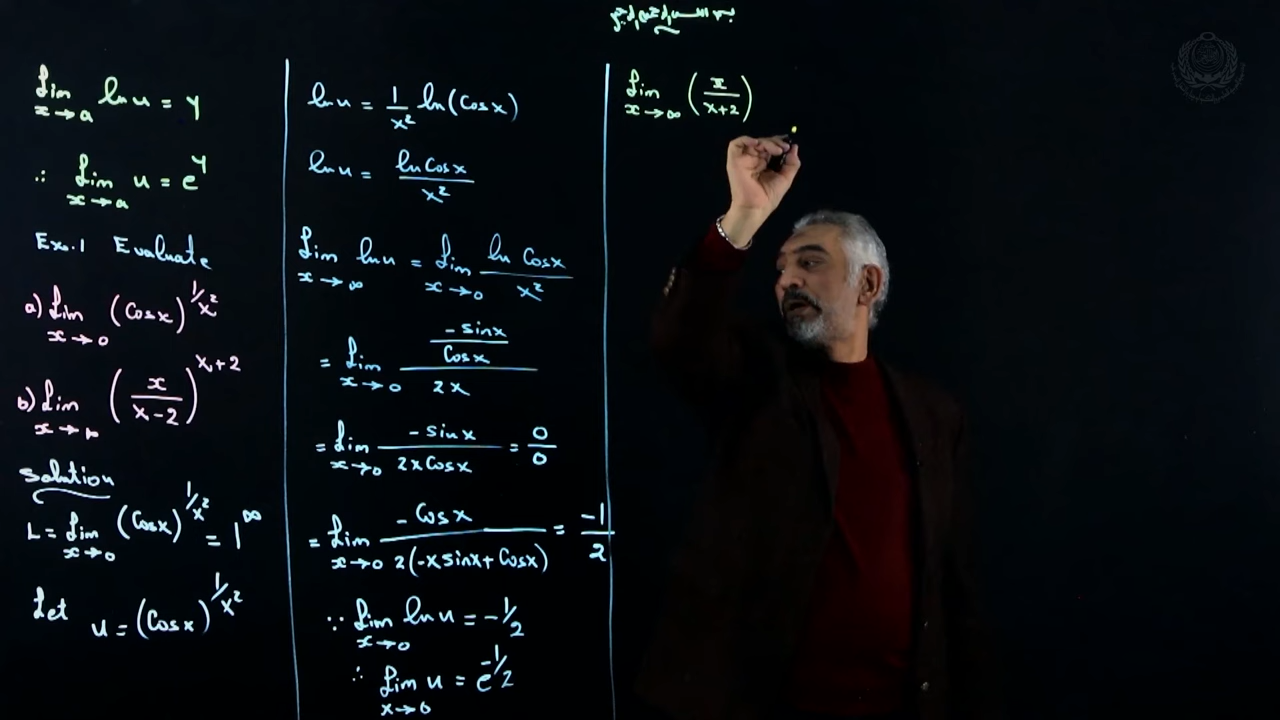 lim x→a ln u = y
∴ lim x→a u = e^y
Ex.1 Evaluate
a) lim x→0 (Cos x)^{1/x²}
b) lim x→∞ (x/(x-2))^{x+2}
solution
L = lim x→0 (Cos x)^{1/x²} = 1^∞
Let u = (Cos x)^{1/x²}
ln u = 1/x² ln(Cos x)
ln u = ln Cos x / x²
lim x→∞ ln u = lim x→0 ln Cos x / x²
= lim x→0 (-sin x / Cos x) / 2x
= lim x→0 -sin x / 2x Cos x = 0/0
= lim x→0 -Cos x / 2(-x sin x + Cos x) = -1/2
∵ lim x→0 ln u = -1/2
∴ lim x→0 u = e^{-1/2}
lim x→∞ (x/(x+2))